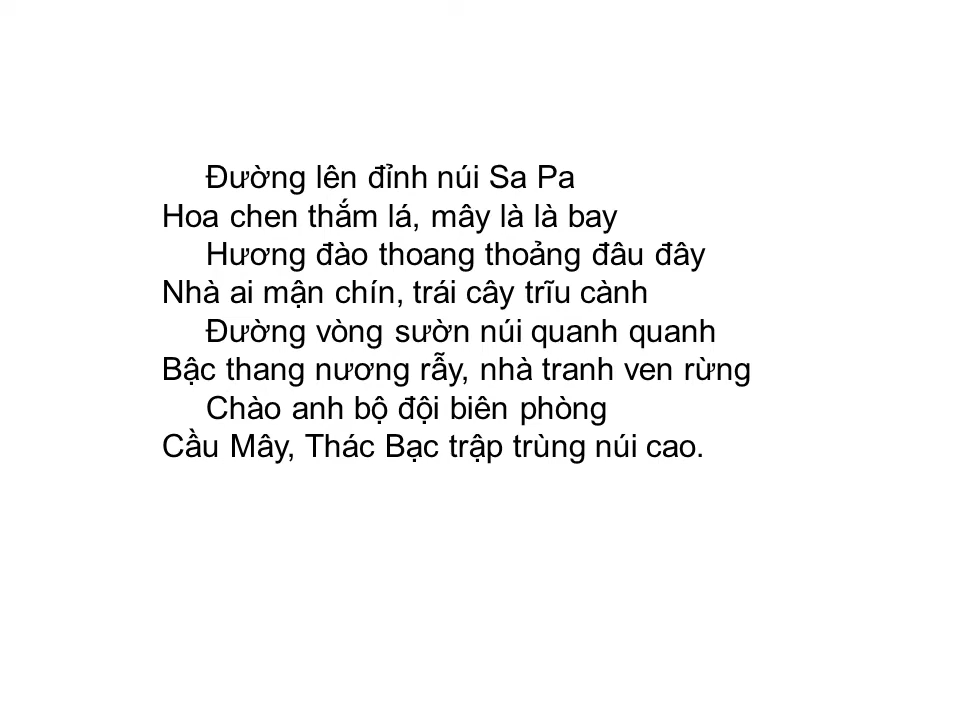 Đường lên đỉnh núi Sa Pa
Hoa chen thắm lá, mây là là bay
Hương đào thoang thoảng đâu đây
Nhà ai mận chín, trái cây trĩu cành
Đường vòng sườn núi quanh quanh
Bậc thang nương rẫy, nhà tranh ven rừng
Chào anh bộ đội biên phòng
Cầu Mây, Thác Bạc trập trùng núi cao.